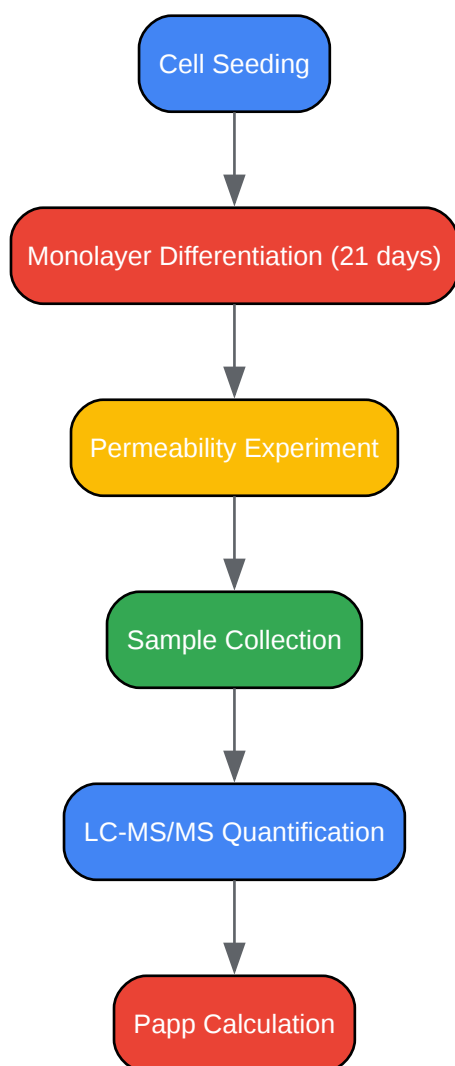 Cell Seeding
Monolayer Differentiation (21 days)
Permeability Experiment
Sample Collection
LC-MS/MS Quantification
Papp Calculation